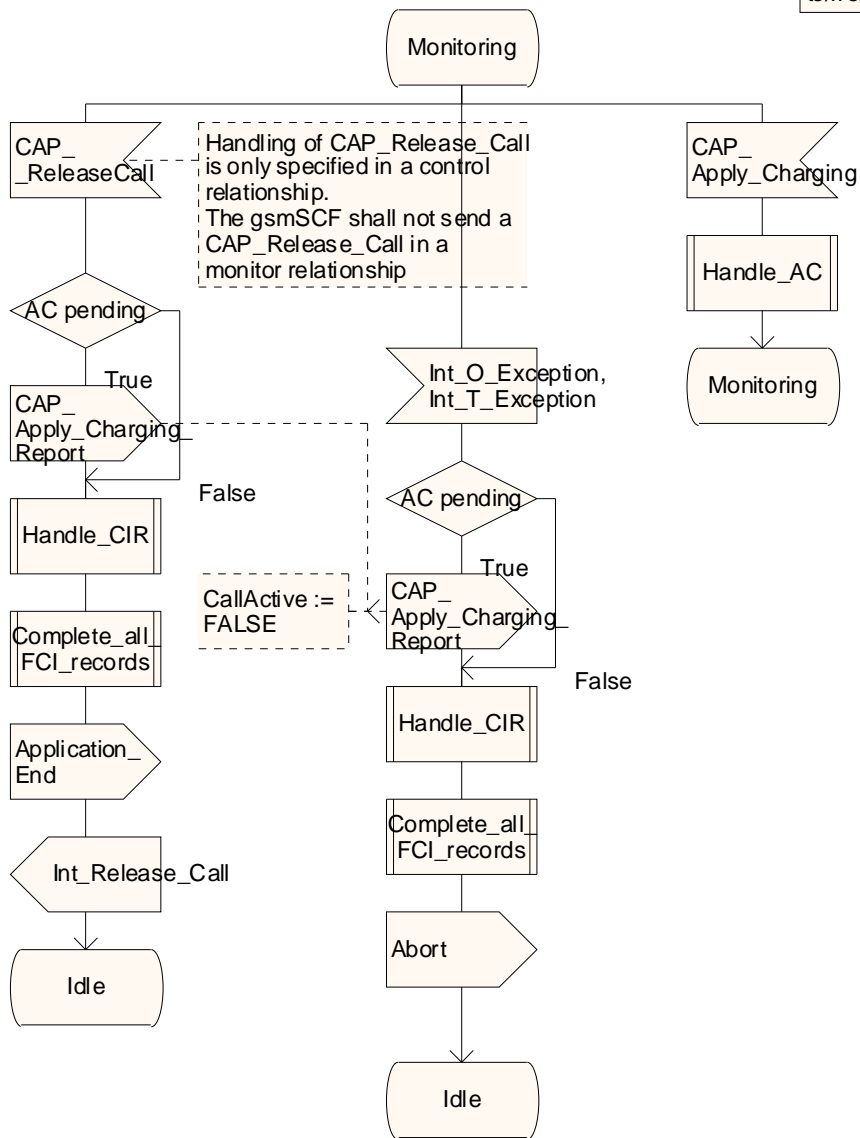 Monitoring
CAP_
_ReleaseCall
Handling of CAP_Release_Call
is only specified in a control
relationship.
The gsmSCF shall not send a
CAP_Release_Call in a
monitor relationship
CAP_
Apply_Charging
Handle_AC
Monitoring
AC pending
True
CAP_
Apply_Charging_
Report
False
Handle_CIR
Complete_all_
FCI_records
Application_
End
Int_Release_Call
Idle
Int_O_Exception,
Int_T_Exception
AC pending
True
CallActive :=
FALSE
CAP_
Apply_Charging_
Report
False
Handle_CIR
Complete_all_
FCI_records
Abort
Idle